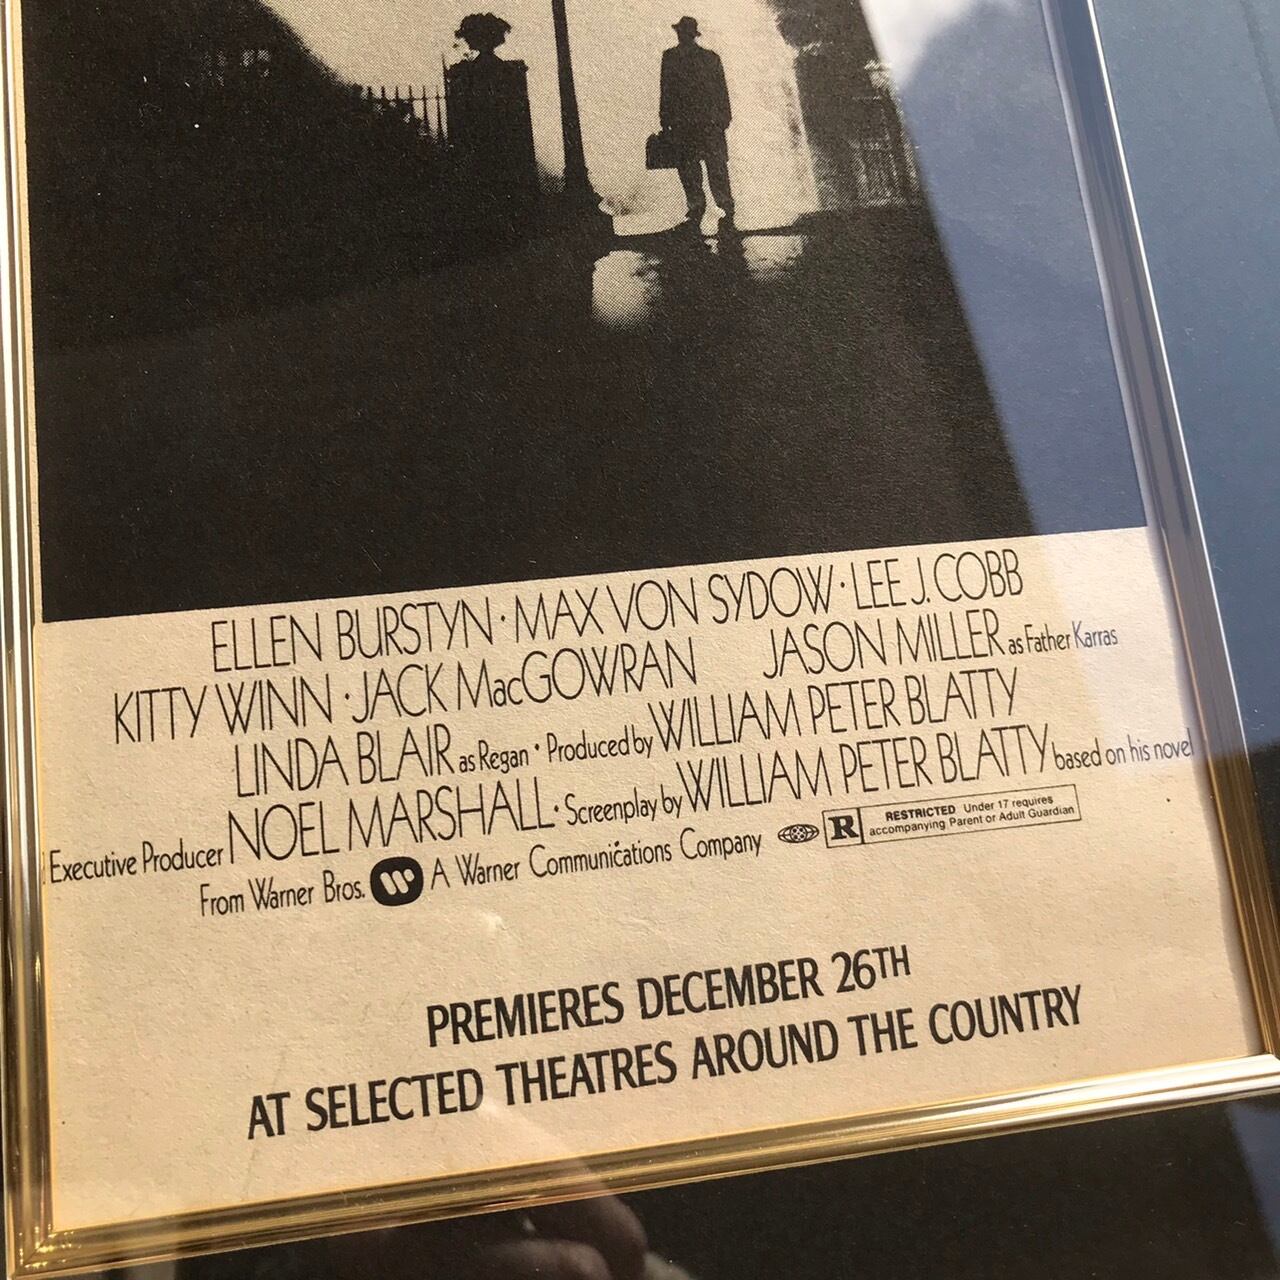 ELLEN BURSTYN · MAX VON SYDOW · LEE J. COBB
KITTY WINN · JACK MacGOWRAN JASON MILLER as Father Karras
LINDA BLAIR as Regan · Produced by WILLIAM PETER BLATTY
Executive Producer NOEL MARSHALL · Screenplay by WILLIAM PETER BLATTY based on his novel
From Warner Bros. W A Warner Communications Company R RESTRICTED Under 17 requires
accompanying Parent or Adult Guardian
PREMIERES DECEMBER 26TH
AT SELECTED THEATRES AROUND THE COUNTRY